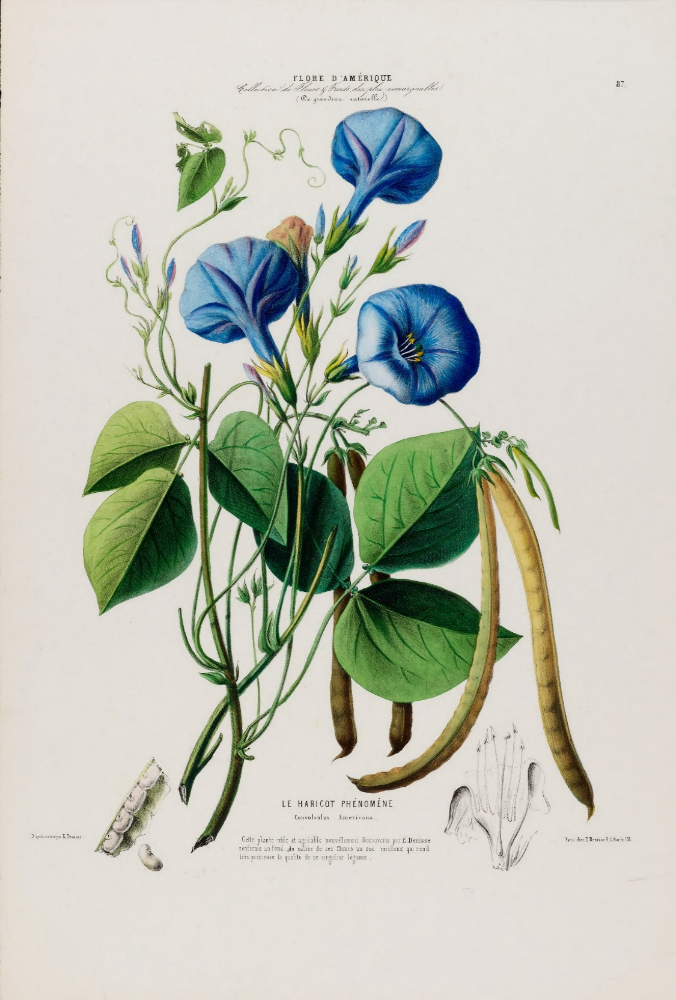 FLORE D'AMÉRIQUE
87.
Collection de Fleurs & Fruits des plus remarquables
(De grandeur naturelle)
LE HARICOT PHÉNOMÈNE
Convulvulus Americana.
D'après nature par E. Denisse.
Cette plante utile et agréable nouvellement découverte par E. Denisse
renferme au fond du calice de ses fleurs un suc mielleux qui rend
très précieuse la qualité de ce singulier légume.
Paris chez E. Denisse R. St. Martin 151.